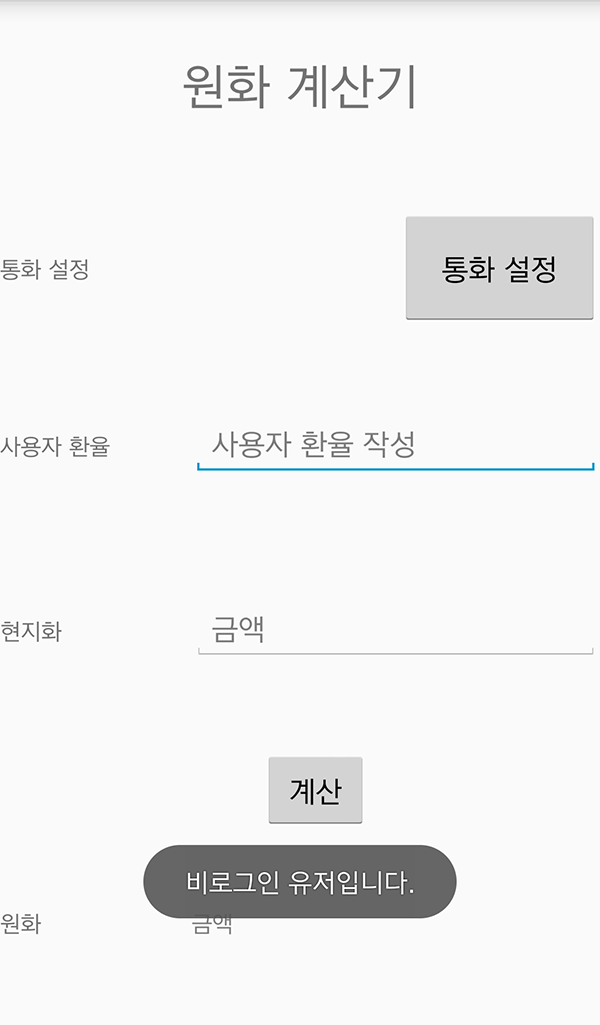 원화 계산기
통화 설정
통화 설정
사용자 환율
사용자 환율 작성
현지화
금액
계산
비로그인 유저입니다.
원화
금액